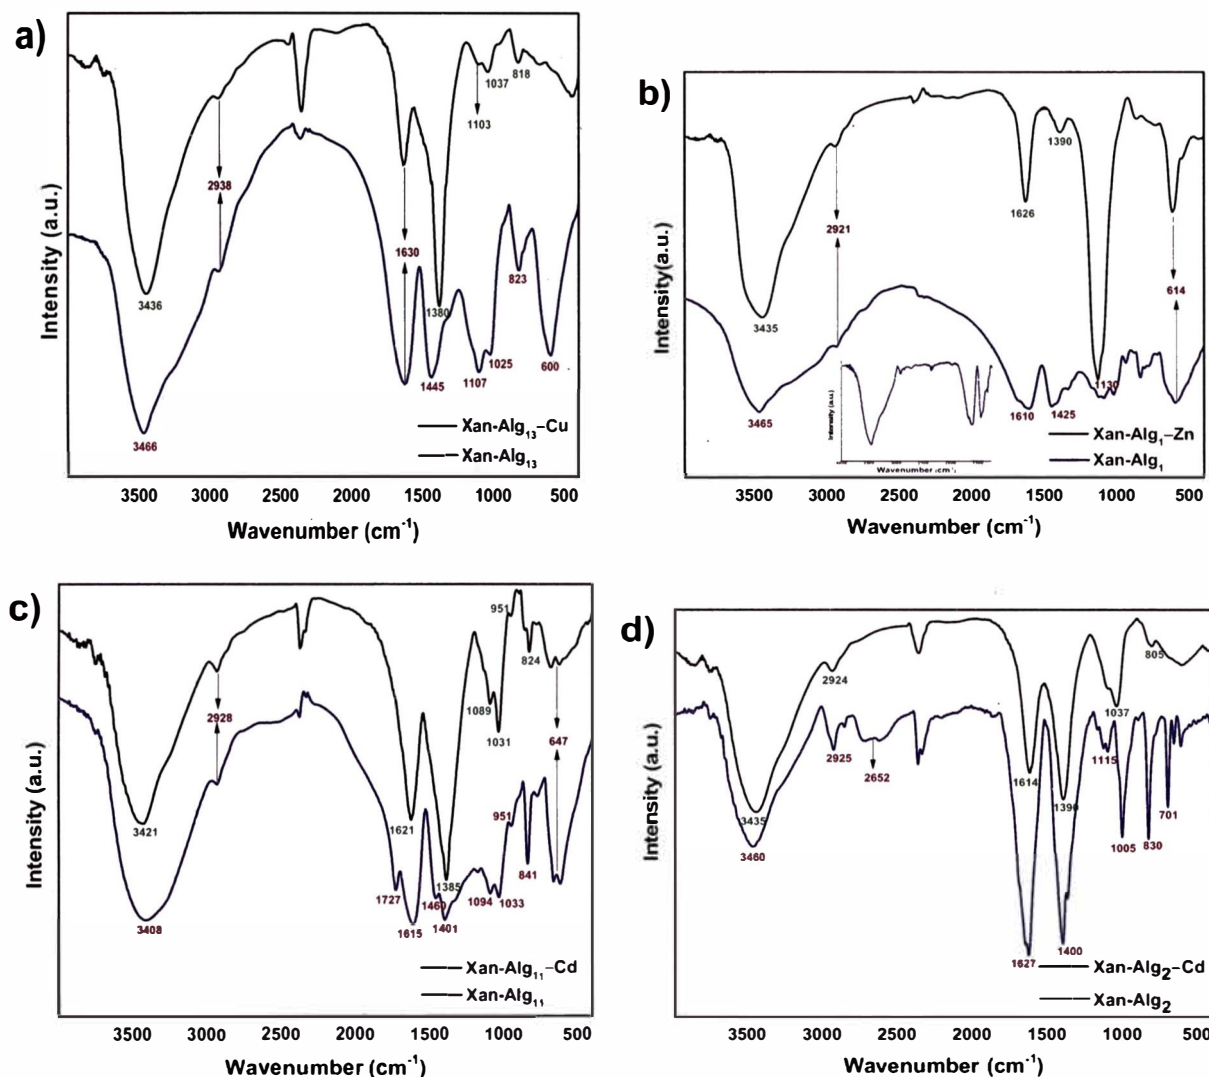 a)
Intensity (a.u.)
3436
2938
1630
1380
1103
1037
818
3466
1445
1107
1025
823
600
Xan-Alg₁₃–Cu
Xan-Alg₁₃
3500 3000 2500 2000 1500 1000 500
Wavenumber (cm⁻¹)
b)
Intensity(a.u.)
3435
2921
1626
1390
1130
614
3465
1610
1425
Intensity (a.u.)
Wavenumber (cm⁻¹)
Xan-Alg₁–Zn
Xan-Alg₁
3500 3000 2500 2000 1500 1000 500
Wavenumber (cm⁻¹)
c)
Intensity (a.u.)
3421
2928
1621
1385
1089
1031
951
824
647
3408
1727
1615
1460
1401
1094
1033
951
841
Xan-Alg₁₁–Cd
Xan-Alg₁₁
3500 3000 2500 2000 1500 1000 500
Wavenumber (cm⁻¹)
d)
Intensity (a.u.)
2924
3435
1614
1390
1037
805
3460
2925
2652
1627
1400
1115
1005
830
701
Xan-Alg₂–Cd
Xan-Alg₂
3500 3000 2500 2000 1500 1000 500
Wavenumber (cm⁻¹)